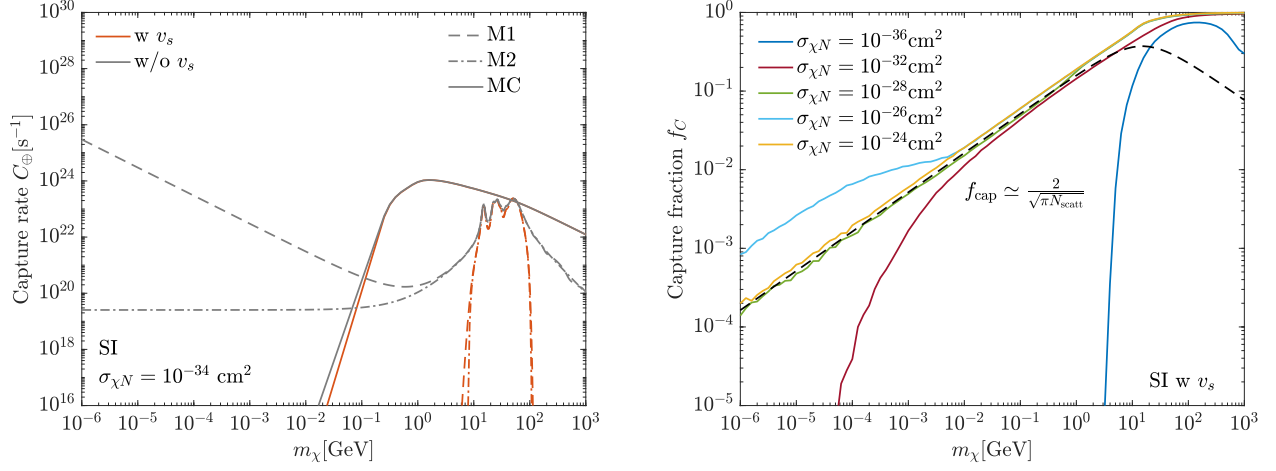 10^30
10^28
10^26
10^24
10^22
10^20
10^18
10^16
Capture rate C_⊕[s^−1]
w v_s
w/o v_s
M1
M2
MC
SI
σ_χN = 10^−34 cm^2
10^−6 10^−5 10^−4 10^−3 10^−2 10^−1 10^0 10^1 10^2 10^3
m_χ[GeV]
10^0
10^−1
10^−2
10^−3
10^−4
10^−5
Capture fraction f_C
σ_χN = 10^−36cm^2
σ_χN = 10^−32cm^2
σ_χN = 10^−28cm^2
σ_χN = 10^−26cm^2
σ_χN = 10^−24cm^2
f_cap ≃ 2/√(πN_scatt)
SI w v_s
10^−6 10^−5 10^−4 10^−3 10^−2 10^−1 10^0 10^1 10^2 10^3
m_χ[GeV]